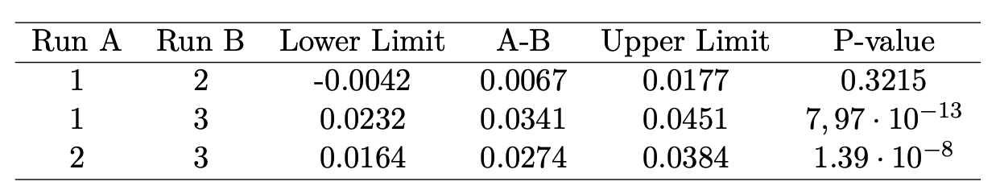 Run A Run B Lower Limit A-B Upper Limit P-value
1 2 -0.0042 0.0067 0.0177 0.3215
1 3 0.0232 0.0341 0.0451 7,97 · 10⁻¹³
2 3 0.0164 0.0274 0.0384 1.39 · 10⁻⁸